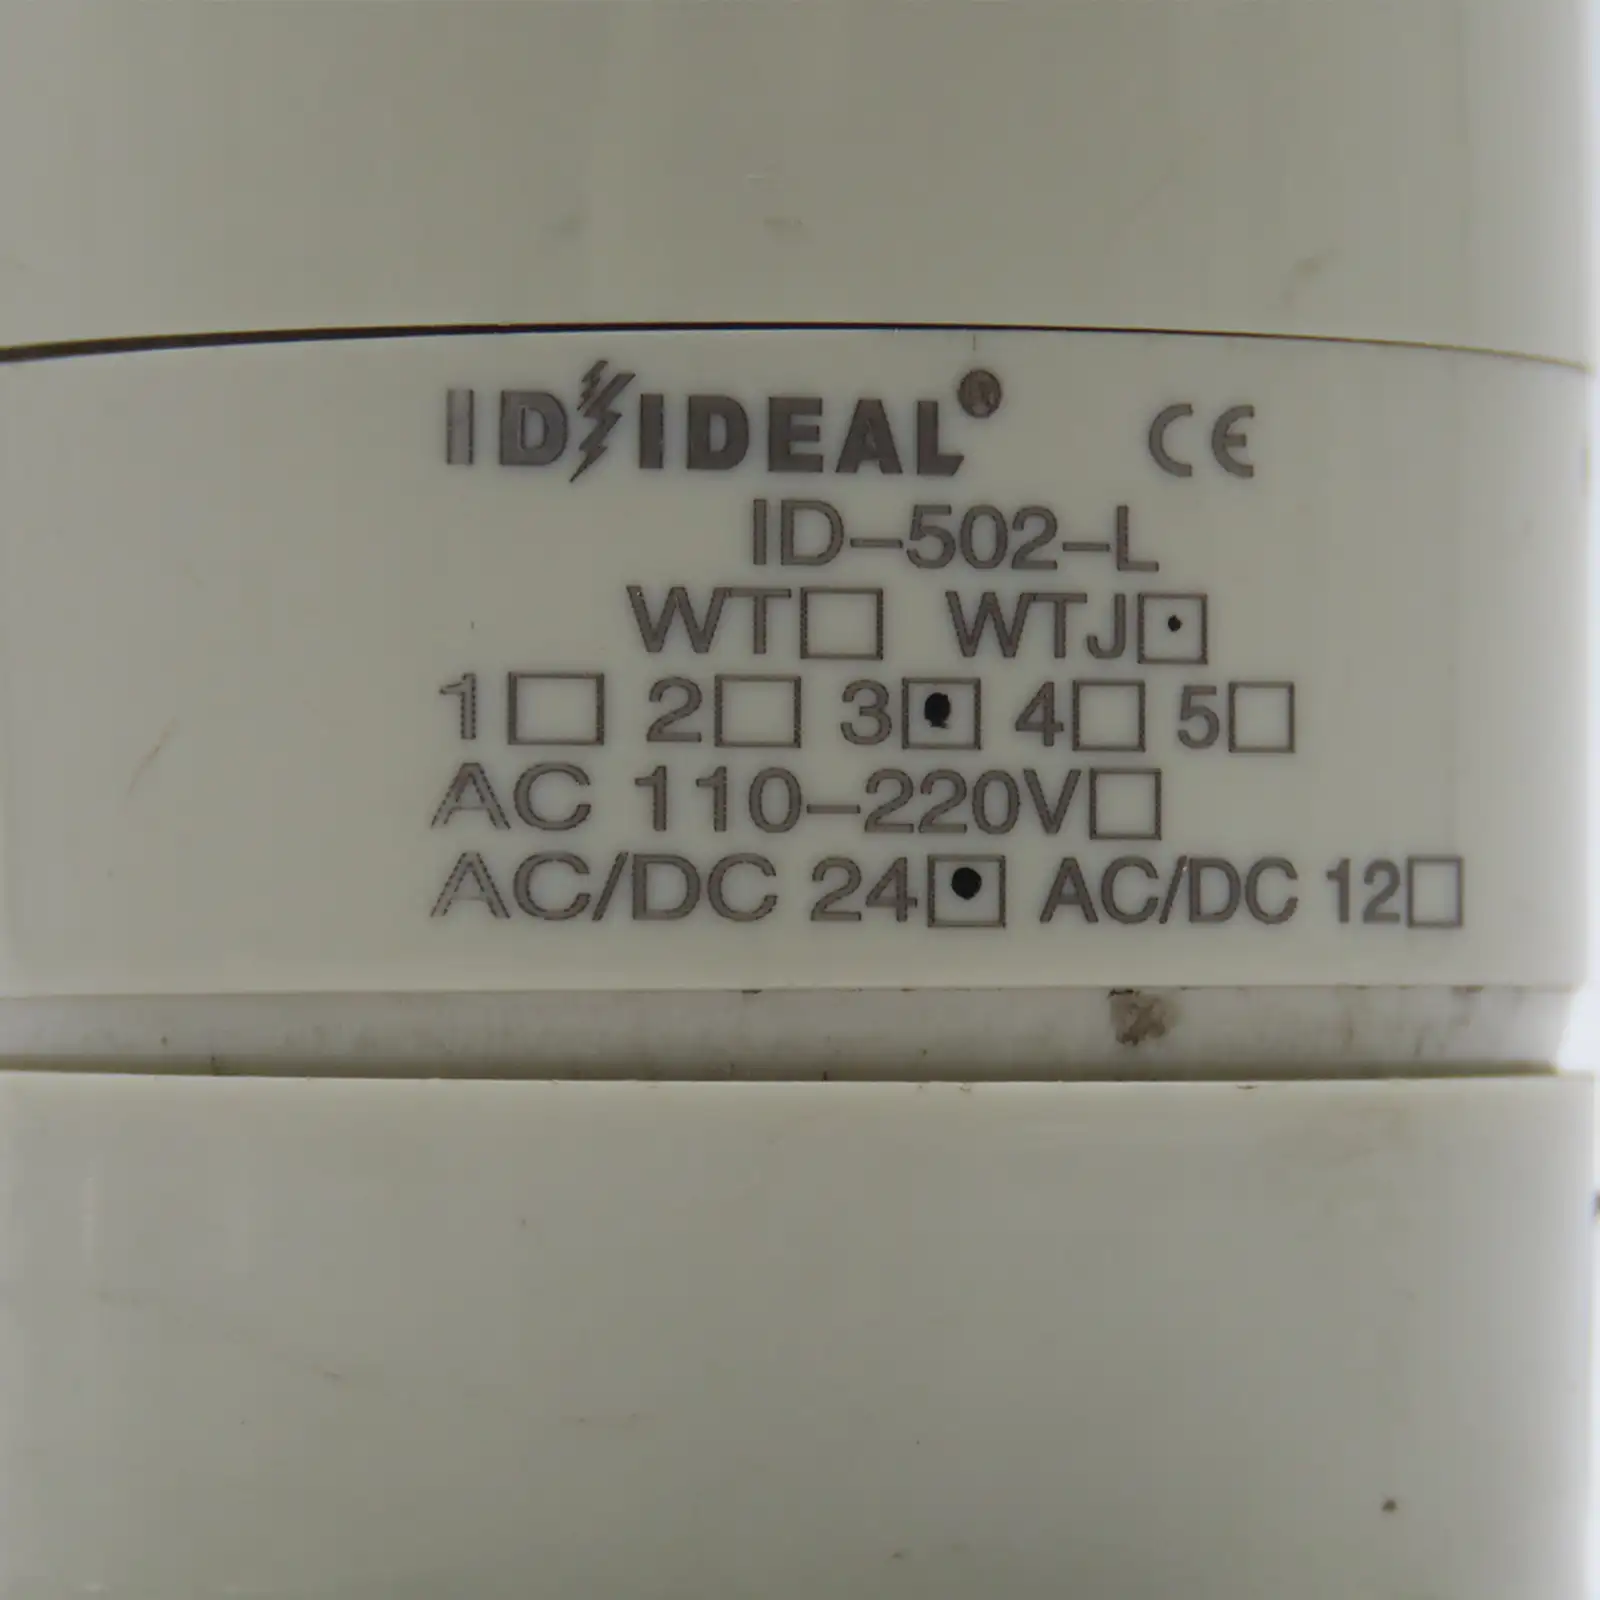 ID IDEAL® CE
ID-502-L
WT□ WTJ⊡
1□ 2□ 3⊡ 4□ 5□
AC 110-220V□
AC/DC 24⊡ AC/DC 12□